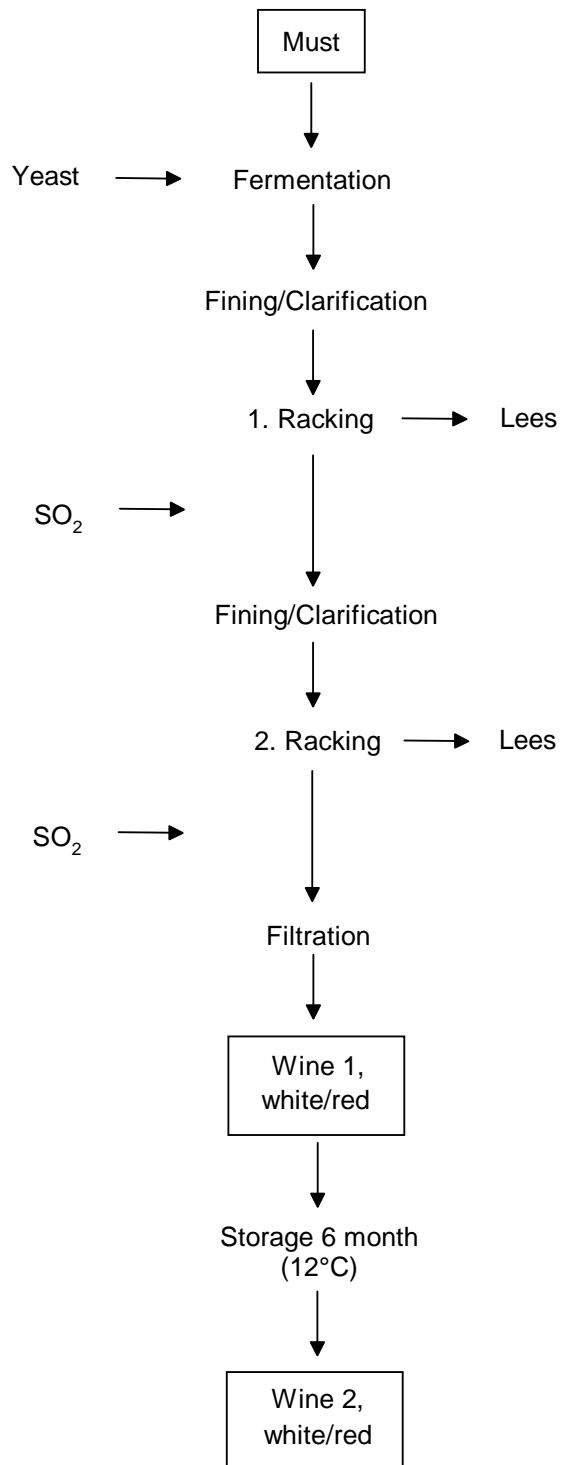 Must
Yeast
Fermentation
Fining/Clarification
1. Racking
Lees
SO₂
Fining/Clarification
2. Racking
Lees
SO₂
Filtration
Wine 1,
white/red
Storage 6 month
(12°C)
Wine 2,
white/red